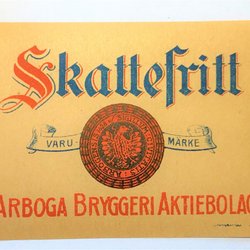 Skattefritt
VARU MÄRKE
ARBOGA BRYGGERI AKTIEBOLAG